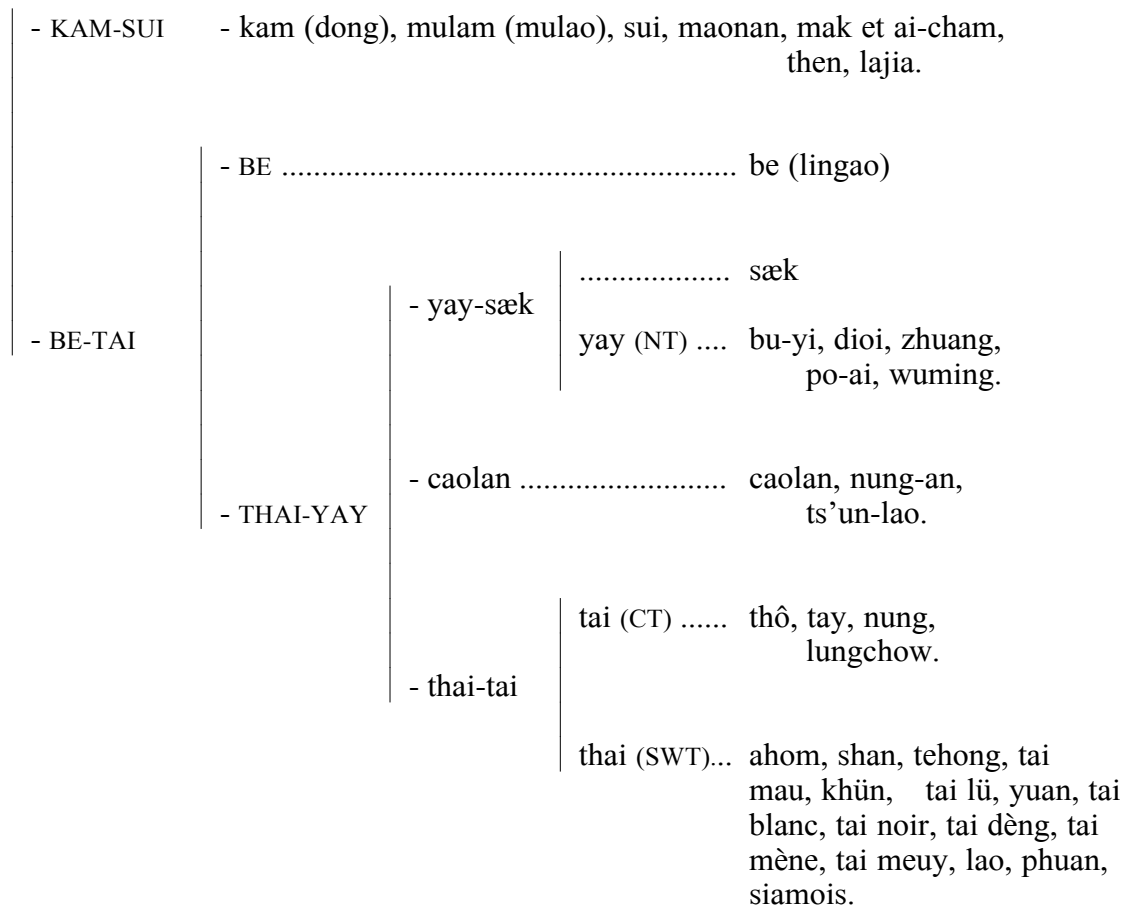 - KAM-SUI - kam (dong), mulam (mulao), sui, maonan, mak et ai-cham,
then, lajia.
- BE .......................................................... be (lingao)
................... sæk
- yay-sæk
- BE-TAI yay (NT) .... bu-yi, dioi, zhuang,
po-ai, wuming.
- caolan .......................... caolan, nung-an,
- THAI-YAY ts’un-lao.
tai (CT) ...... thô, tay, nung,
lungchow.
- thai-tai
thai (SWT)... ahom, shan, tehong, tai
mau, khün, tai lü, yuan, tai
blanc, tai noir, tai dèng, tai
mène, tai meuy, lao, phuan,
siamois.